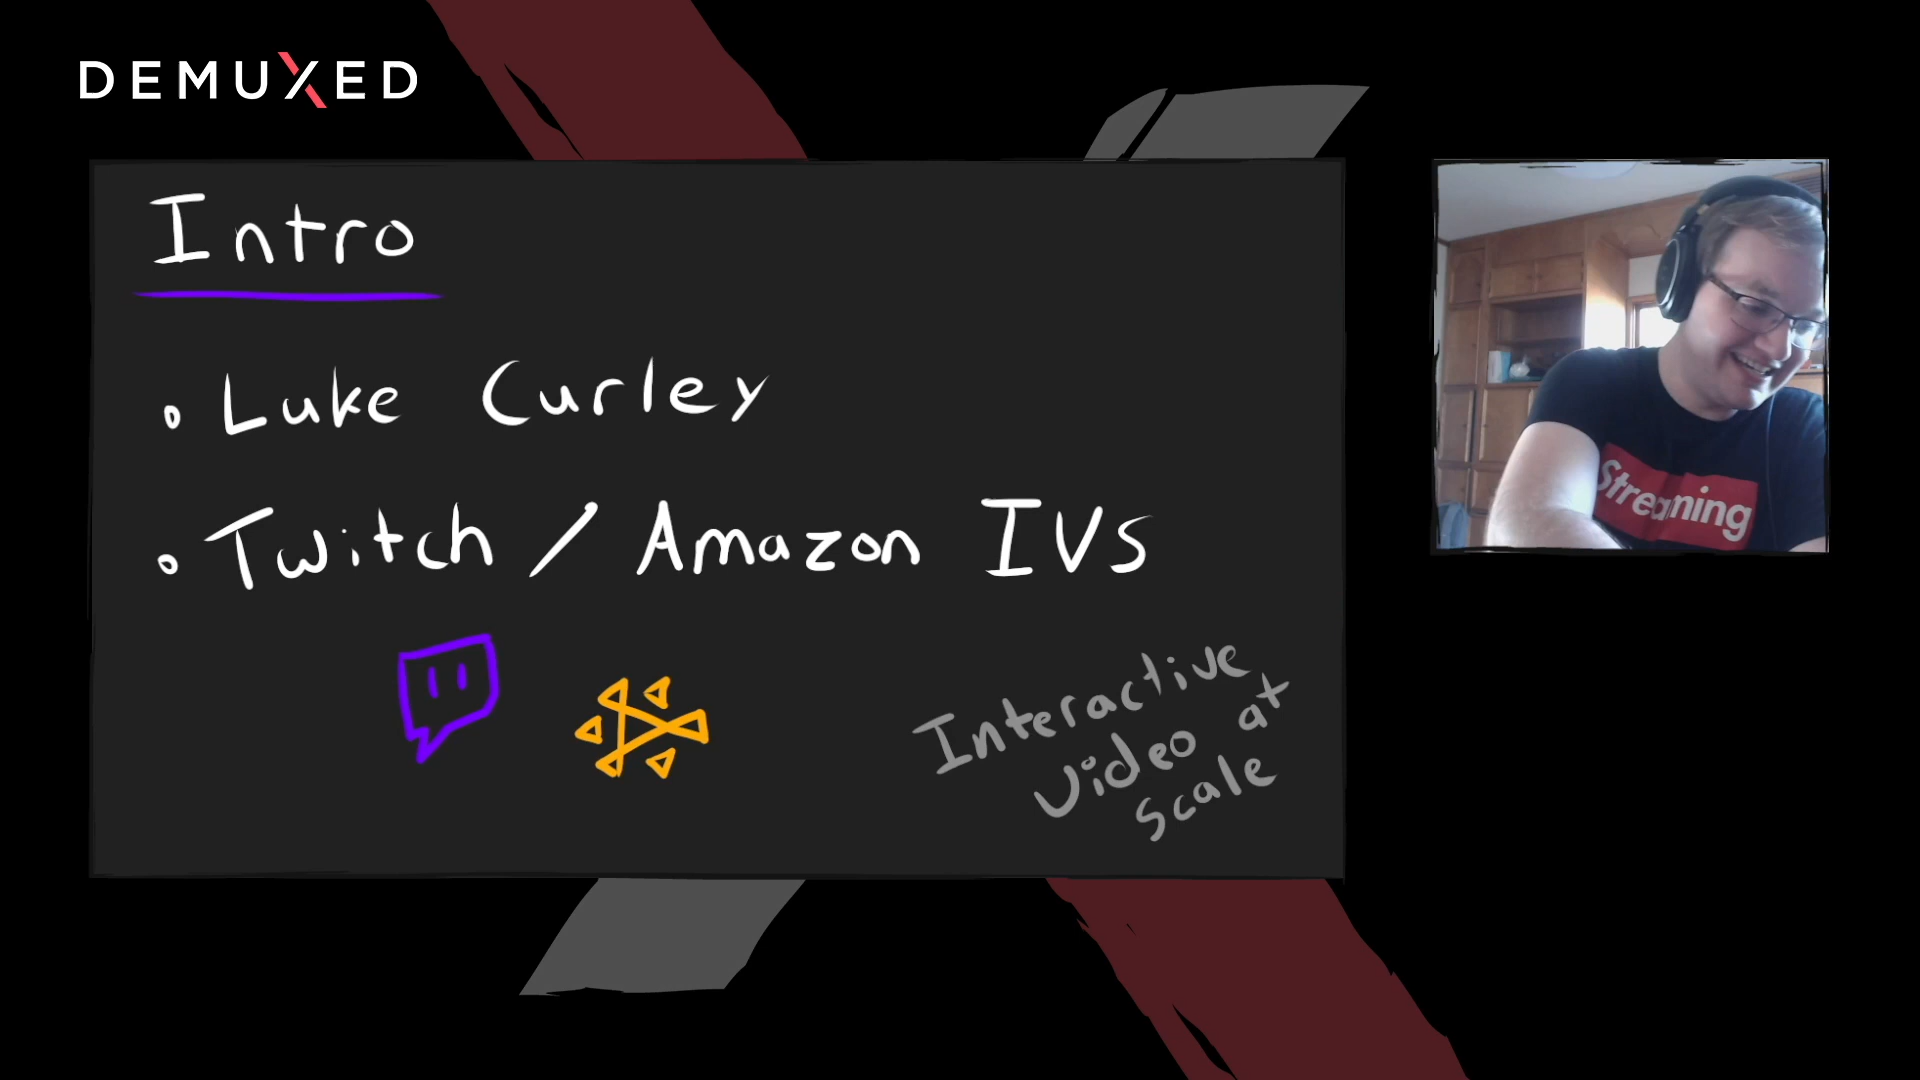 DEMUXED
Intro
Luke Curley
Twitch / Amazon IVS
Interactive
video at
scale
Streaming